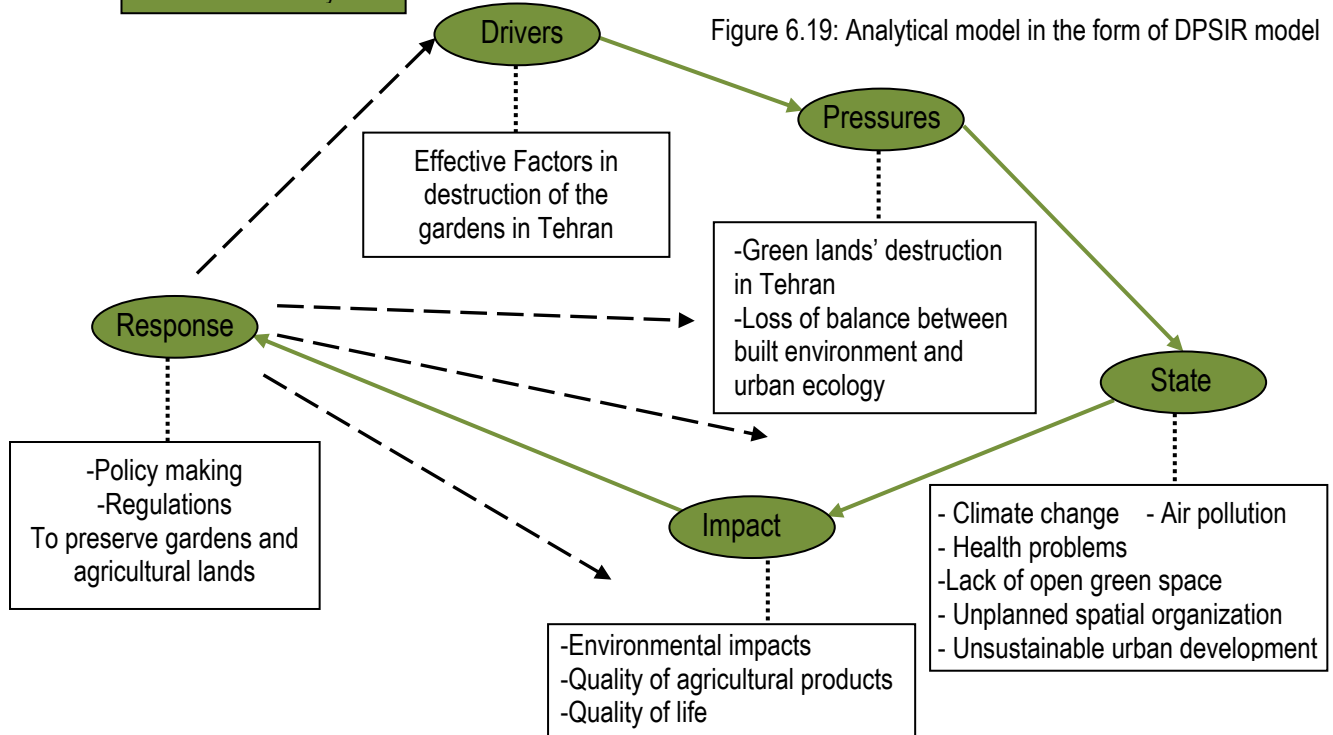 Drivers
Figure 6.19: Analytical model in the form of DPSIR model
Pressures
Effective Factors in
destruction of the
gardens in Tehran
-Green lands’ destruction
in Tehran
-Loss of balance between
built environment and
urban ecology
Response
State
-Policy making
-Regulations
To preserve gardens and
agricultural lands
Impact
- Climate change - Air pollution
- Health problems
-Lack of open green space
- Unplanned spatial organization
- Unsustainable urban development
-Environmental impacts
-Quality of agricultural products
-Quality of life